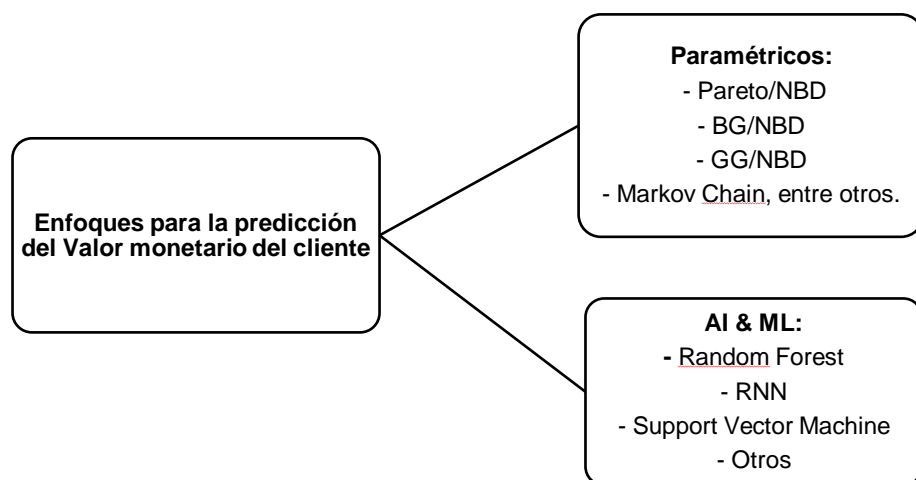 Enfoques para la predicción
del Valor monetario del cliente
Paramétricos:
- Pareto/NBD
- BG/NBD
- GG/NBD
- Markov Chain, entre otros.
AI & ML:
- Random Forest
- RNN
- Support Vector Machine
- Otros